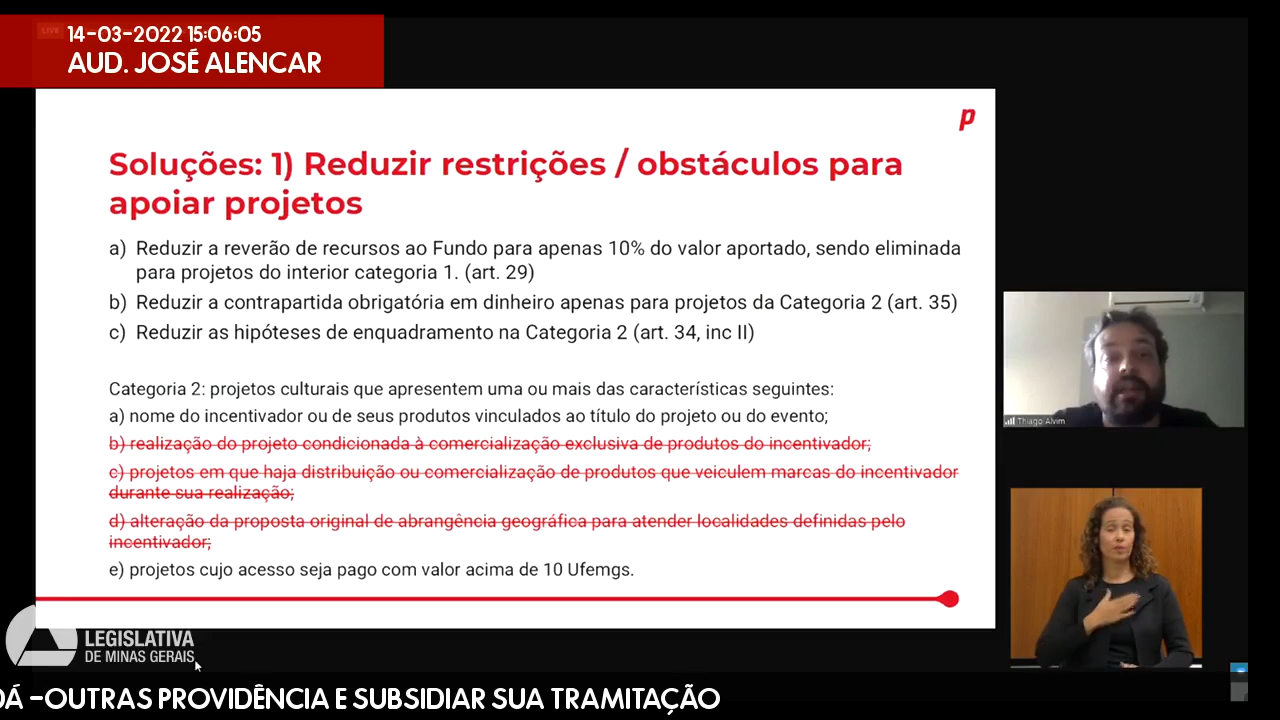 LIVE
14-03-2022 15:06:05
AUD. JOSÉ ALENCAR
p
Soluções: 1) Reduzir restrições / obstáculos para
apoiar projetos
a) Reduzir a reverão de recursos ao Fundo para apenas 10% do valor aportado, sendo eliminada
para projetos do interior categoria 1. (art. 29)
b) Reduzir a contrapartida obrigatória em dinheiro apenas para projetos da Categoria 2 (art. 35)
c) Reduzir as hipóteses de enquadramento na Categoria 2 (art. 34, inc II)
Categoria 2: projetos culturais que apresentem uma ou mais das características seguintes:
a) nome do incentivador ou de seus produtos vinculados ao título do projeto ou do evento;
b) realização do projeto condicionada à comercialização exclusiva de produtos do incentivador;
c) projetos em que haja distribuição ou comercialização de produtos que veiculem marcas do incentivador
durante sua realização;
d) alteração da proposta original de abrangência geográfica para atender localidades definidas pelo
incentivador;
e) projetos cujo acesso seja pago com valor acima de 10 Ufemgs.
Thiago Alvim
LEGISLATIVA
DE MINAS GERAIS
DÁ -OUTRAS PROVIDÊNCIA E SUBSIDIAR SUA TRAMITAÇÃO